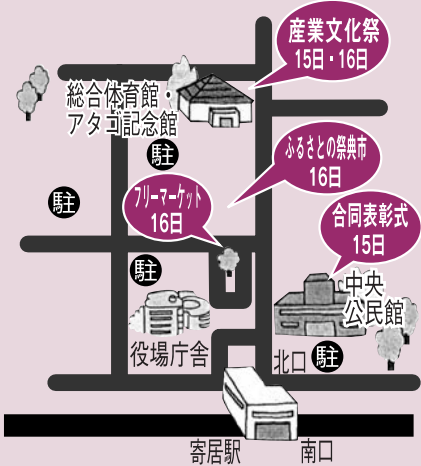 産業文化祭
15日・16日
総合体育館・
アタゴ記念館
駐
ふるさとの祭典市
16日
駐
フリーマーケット
16日
合同表彰式
15日
駐
中央
公民館
役場庁舎
北口
駐
寄居駅
南口